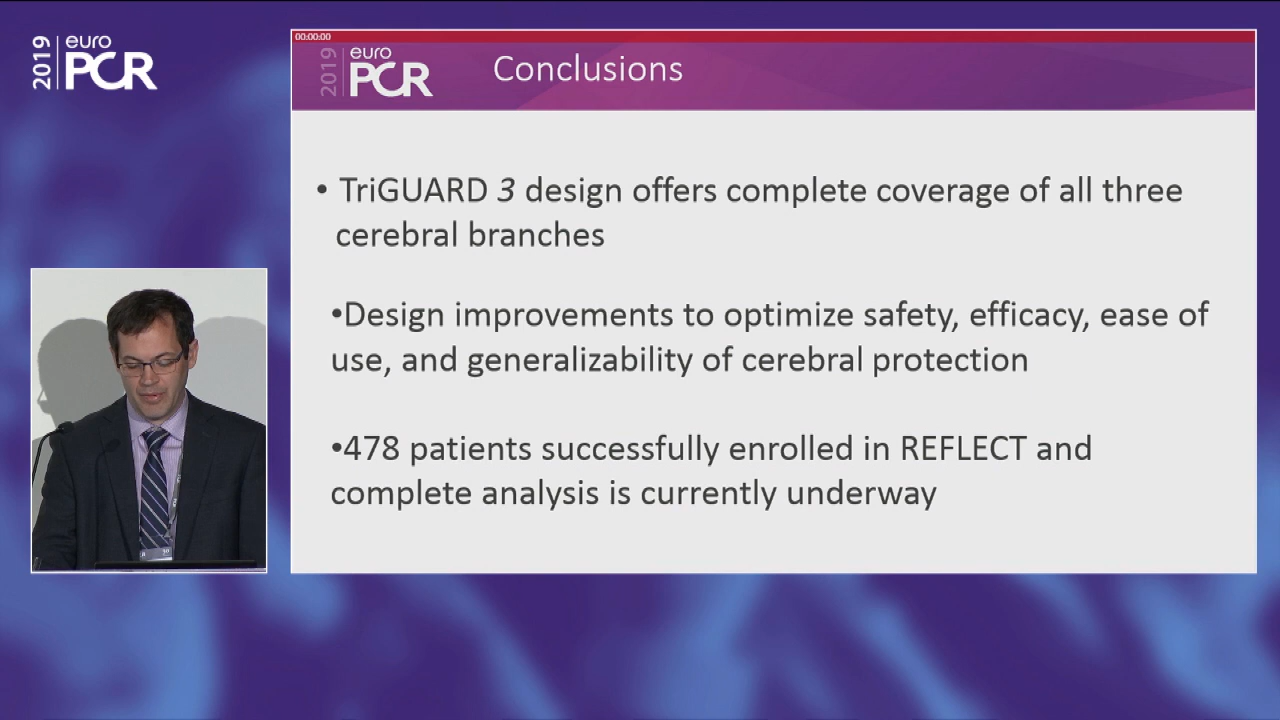 2019
euro
PCR
00:00:00
2019
euro
PCR
Conclusions
• TriGUARD 3 design offers complete coverage of all three
cerebral branches
•Design improvements to optimize safety, efficacy, ease of
use, and generalizability of cerebral protection
•478 patients successfully enrolled in REFLECT and
complete analysis is currently underway